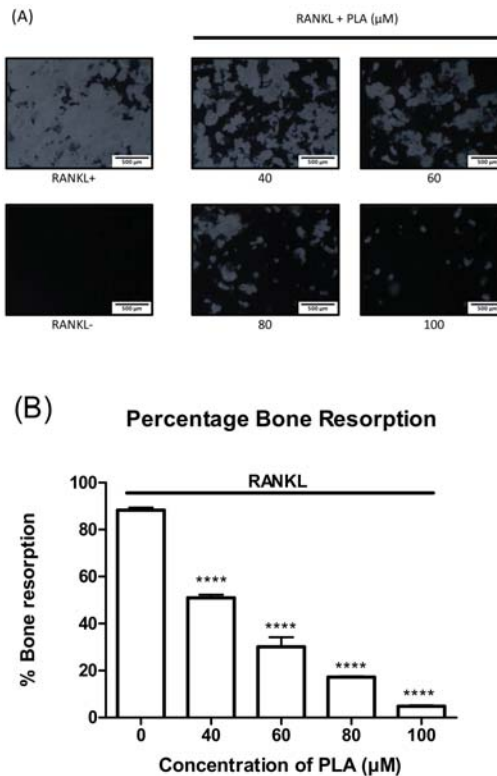 (A)
RANKL + PLA (µM)
500 µm
500 µm
500 µm
RANKL+
40
60
500 µm
500 µm
500 µm
RANKL-
80
100
(B)
Percentage Bone Resorption
RANKL
% Bone resorption
100
80
60
40
20
0
****
****
****
****
0
40
60
80
100
Concentration of PLA (µM)